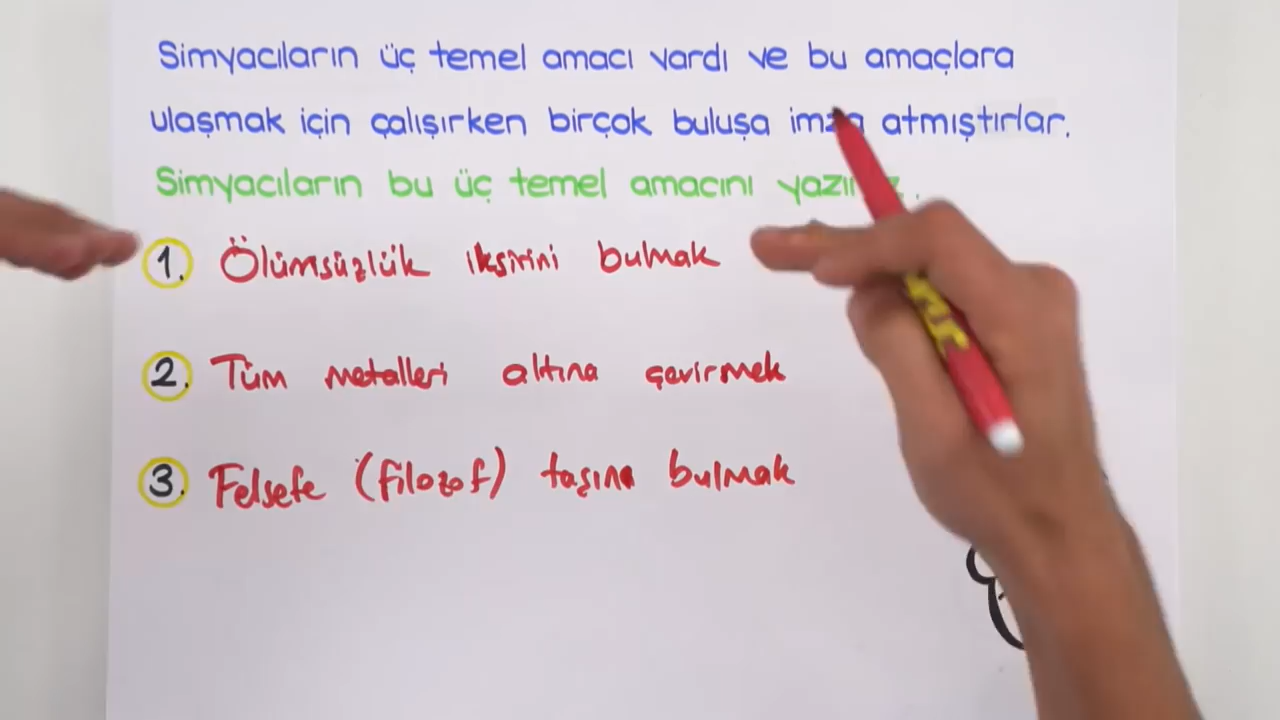 Simyacıların üç temel amacı vardı ve bu amaçlara
ulaşmak için çalışırken birçok buluşa imza atmıştırlar.
Simyacıların bu üç temel amacını
1. Ölümsüzlük iksirini bulmak
2. Tüm metalleri altına çevirmek
3. Felsefe (filozof) taşını bulmak